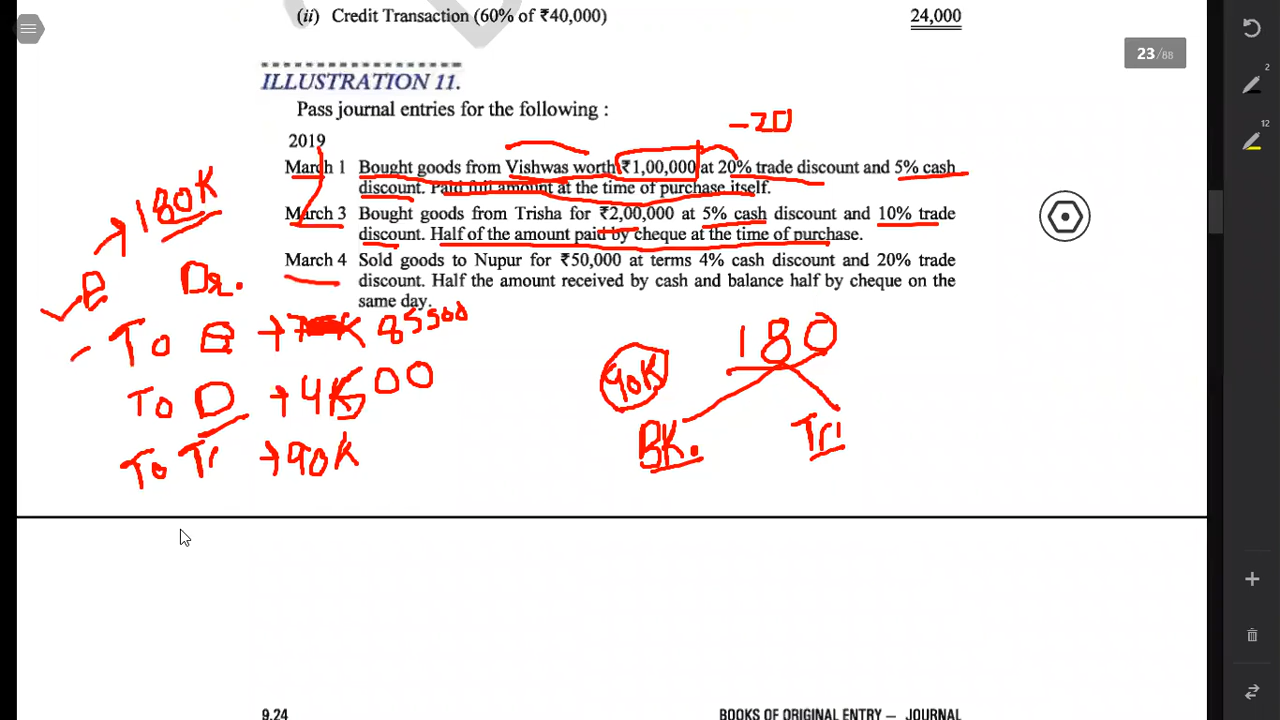 (ii) Credit Transaction (60% of ₹40,000) 24,000
23/88
ILLUSTRATION 11.
Pass journal entries for the following :
-20
2019
March 1 Bought goods from Vishwas worth ₹1,00,000 at 20% trade discount and 5% cash
discount. Paid full amount at the time of purchase itself.
March 3 Bought goods from Trisha for ₹2,00,000 at 5% cash discount and 10% trade
discount. Half of the amount paid by cheque at the time of purchase.
March 4 Sold goods to Nupur for ₹50,000 at terms 4% cash discount and 20% trade
discount. Half the amount received by cash and balance half by cheque on the
same day.
180K
Dr.
To B 85500
To D 4500
To Tr 90K
180
90K
BK. Tri
9.24 BOOKS OF ORIGINAL ENTRY – JOURNAL
2
12